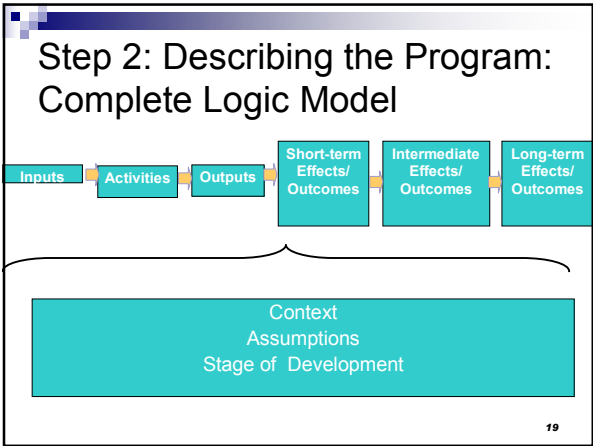 Step 2: Describing the Program:
Complete Logic Model
Inputs
Activities
Outputs
Short-term
Effects/
Outcomes
Intermediate
Effects/
Outcomes
Long-term
Effects/
Outcomes
Context
Assumptions
Stage of Development
19